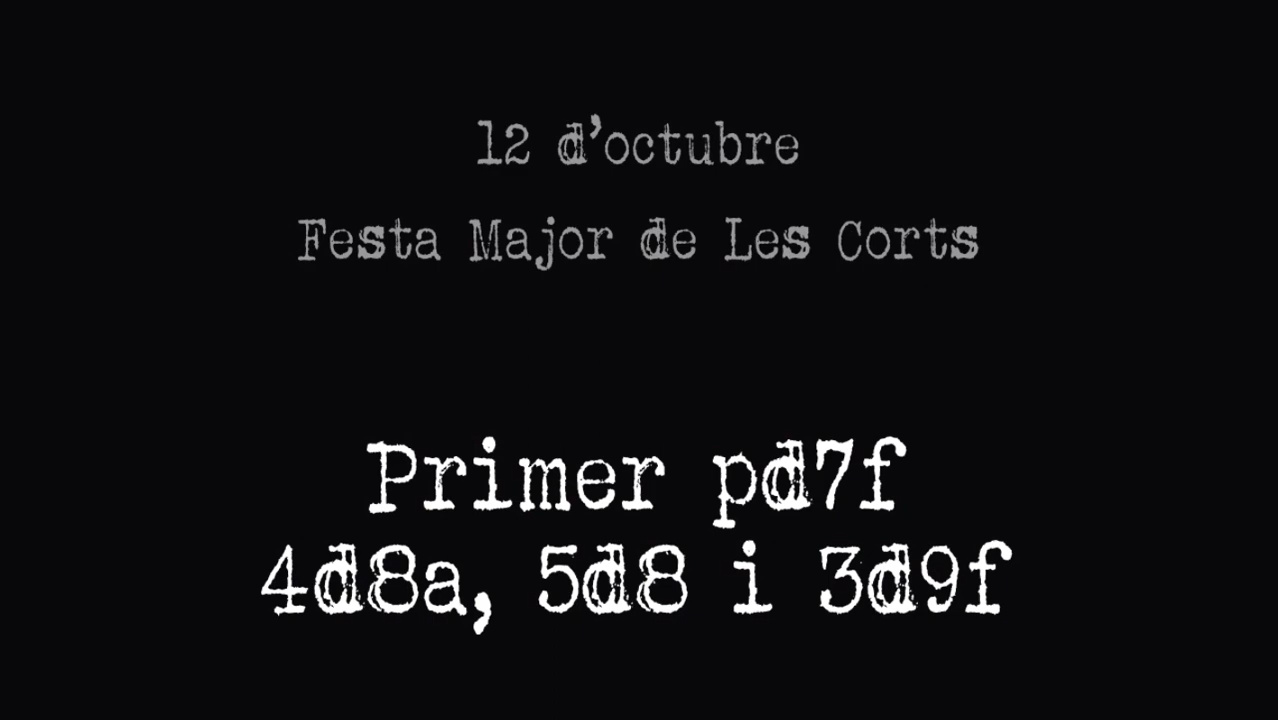 12 d’octubre
Festa Major de Les Corts
Primer pd7f
4d8a, 5d8 i 3d9f